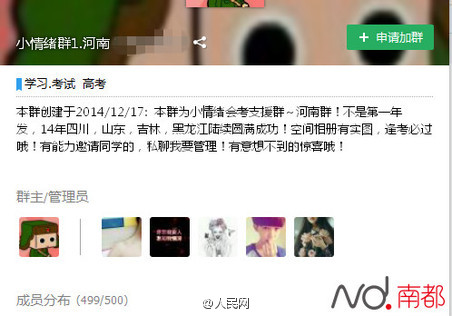 小情绪群1.河南
+ 申请加群
学习.考试 高考
本群创建于2014/12/17: 本群为小情绪会考支援群~河南群！不是第一年
发，14年四川，山东，吉林，黑龙江陆续圆满成功！空间相册有实图，逢考必过
哦！有能力邀请同学的，私聊我要管理！有意想不到的惊喜哦！
群主/管理员
成员分布 (499/500)
@人民网
nd.南都